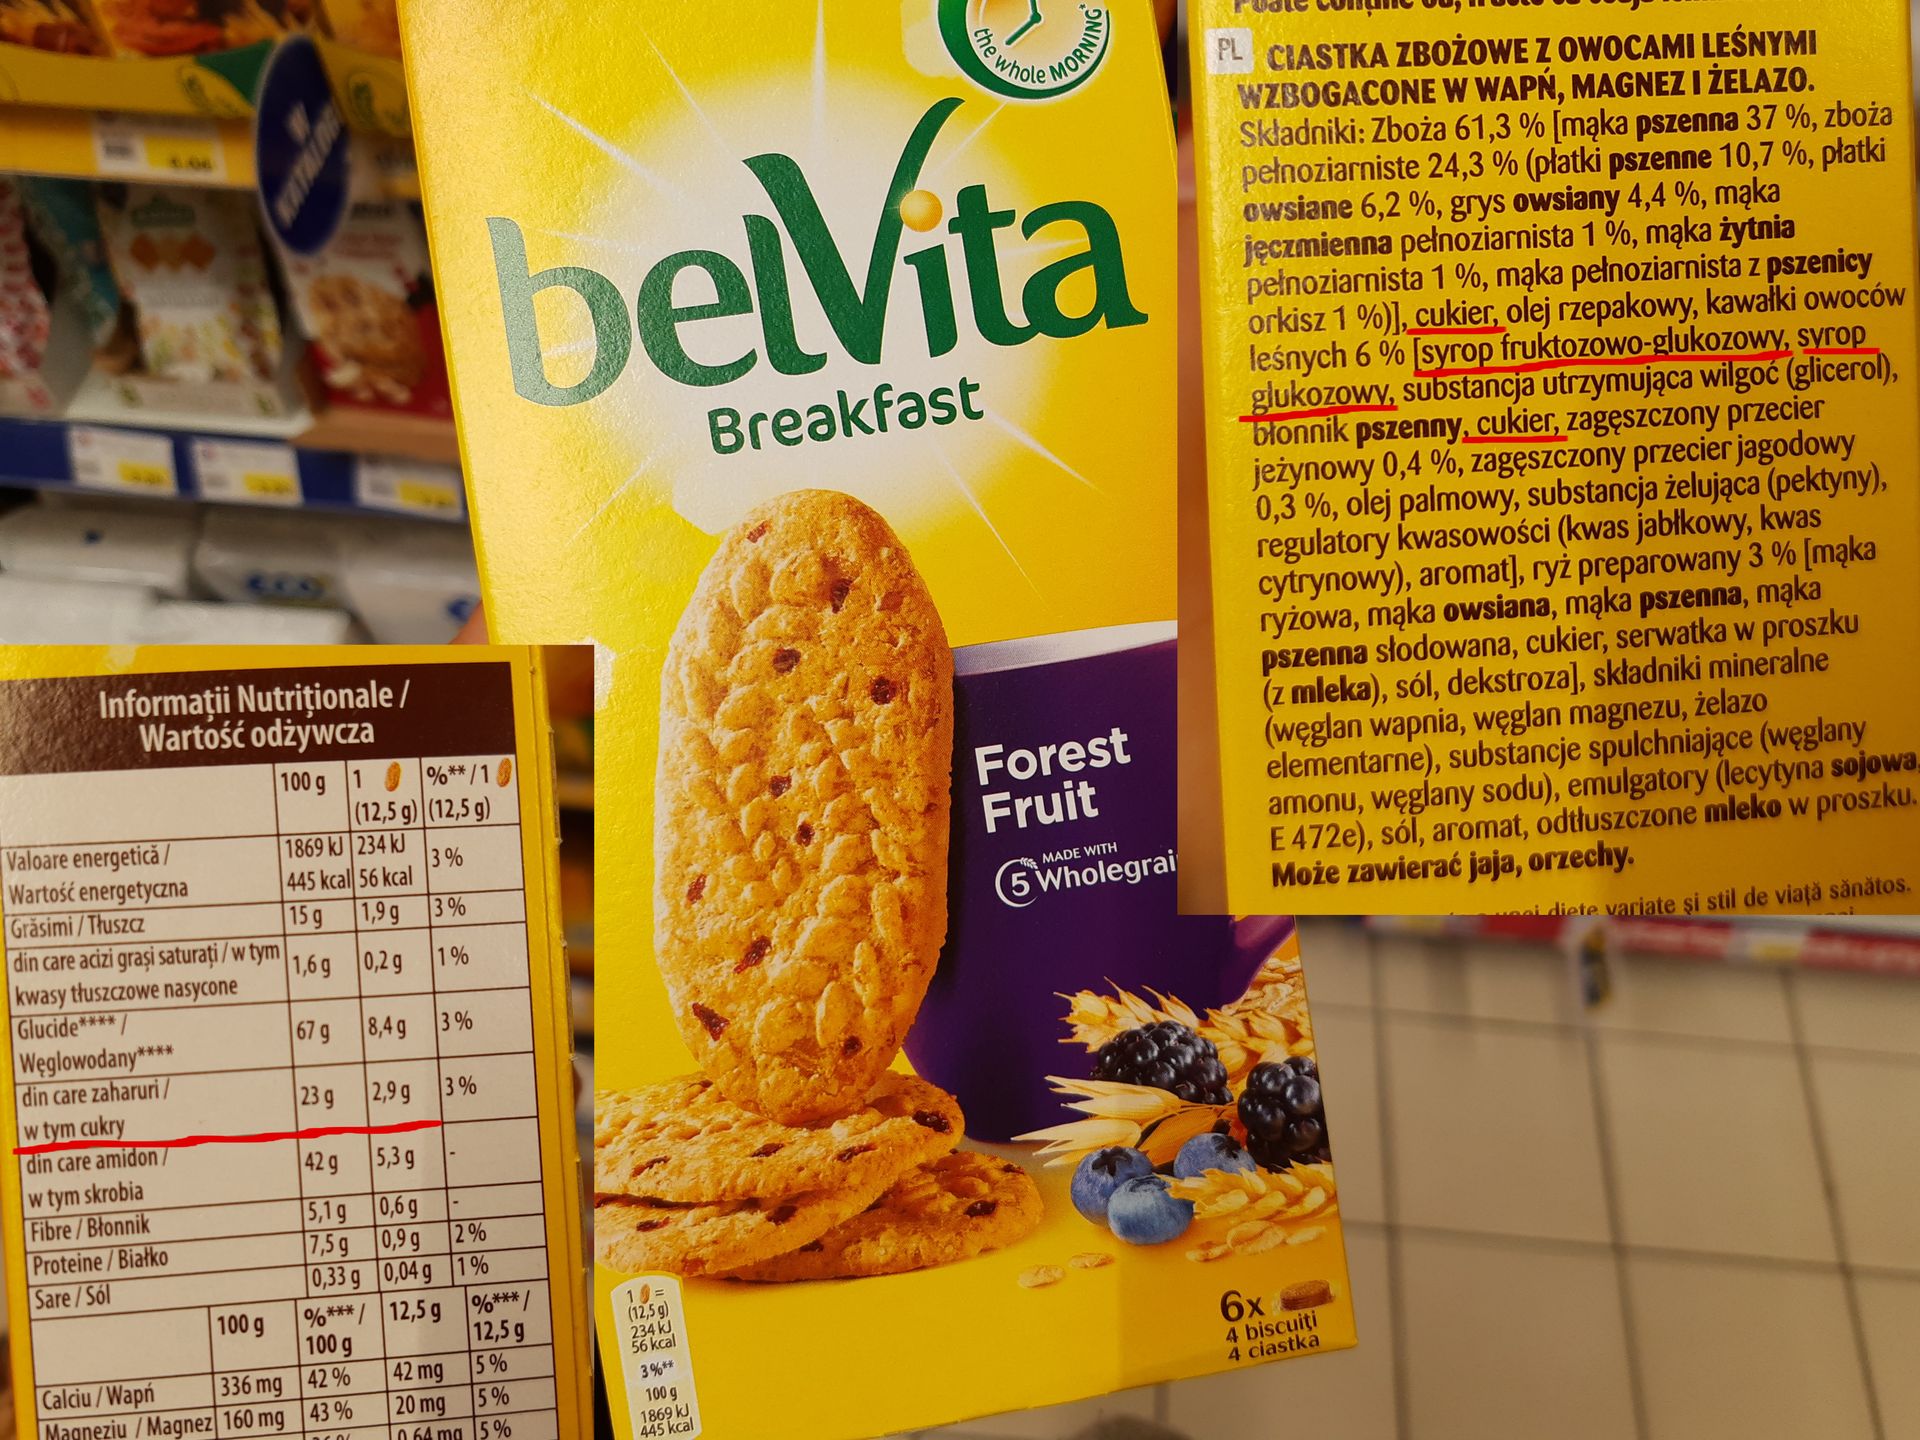 the whole MORNING*
belVita
Breakfast
Forest
Fruit
MADE WITH
5 Wholegrai
6x
4 biscuiți
4 ciastka
1 =
(12,5 g)
234 kJ
56 kcal
3%**
100 g
1869 kJ
445 kcal
PL CIASTKA ZBOŻOWE Z OWOCAMI LEŚNYMI
WZBOGACONE W WAPŃ, MAGNEZ I ŻELAZO.
Składniki: Zboża 61,3 % [mąka pszenna 37 %, zboża
pełnoziarniste 24,3 % (płatki pszenne 10,7 %, płatki
owsiane 6,2 %, grys owsiany 4,4 %, mąka
jęczmienna pełnoziarnista 1 %, mąka żytnia
pełnoziarnista 1 %, mąka pełnoziarnista z pszenicy
orkisz 1 %)], cukier, olej rzepakowy, kawałki owoców
leśnych 6 % [syrop fruktozowo-glukozowy, syrop
glukozowy, substancja utrzymująca wilgoć (glicerol),
błonnik pszenny, cukier, zagęszczony przecier
jeżynowy 0,4 %, zagęszczony przecier jagodowy
0,3 %, olej palmowy, substancja żelująca (pektyny),
regulatory kwasowości (kwas jabłkowy, kwas
cytrynowy), aromat], ryż preparowany 3 % [mąka
ryżowa, mąka owsiana, mąka pszenna, mąka
pszenna słodowana, cukier, serwatka w proszku
(z mleka), sól, dekstroza], składniki mineralne
(węglan wapnia, węglan magnezu, żelazo
elementarne), substancje spulchniające (węglany
amonu, węglany sodu), emulgatory (lecytyna sojowa,
E 472e), sól, aromat, odtłuszczone mleko w proszku.
Może zawierać jaja, orzechy.
diete variate și stil de viață sănătos.
Informații Nutriționale /
Wartość odżywcza
100 g 1 (12,5 g) %** / 1 (12,5 g)
Valoare energetică / 1869 kJ 234 kJ 3 %
Wartość energetyczna 445 kcal 56 kcal
Grăsimi / Tłuszcz 15 g 1,9 g 3 %
din care acizi grași saturați / w tym 1,6 g 0,2 g 1 %
kwasy tłuszczowe nasycone
Glucide**** / 67 g 8,4 g 3 %
Węglowodany****
din care zaharuri / 23 g 2,9 g 3 %
w tym cukry
din care amidon / 42 g 5,3 g -
w tym skrobia
Fibre / Błonnik 5,1 g 0,6 g -
Proteine / Białko 7,5 g 0,9 g 2 %
Sare / Sól 0,33 g 0,04 g 1 %
100 g %*** / 100 g 12,5 g %*** / 12,5 g
Calciu / Wapń 336 mg 42 % 42 mg 5 %
Magneziu / Magnez 160 mg 43 % 20 mg 5 %
0,64 mg 5 %